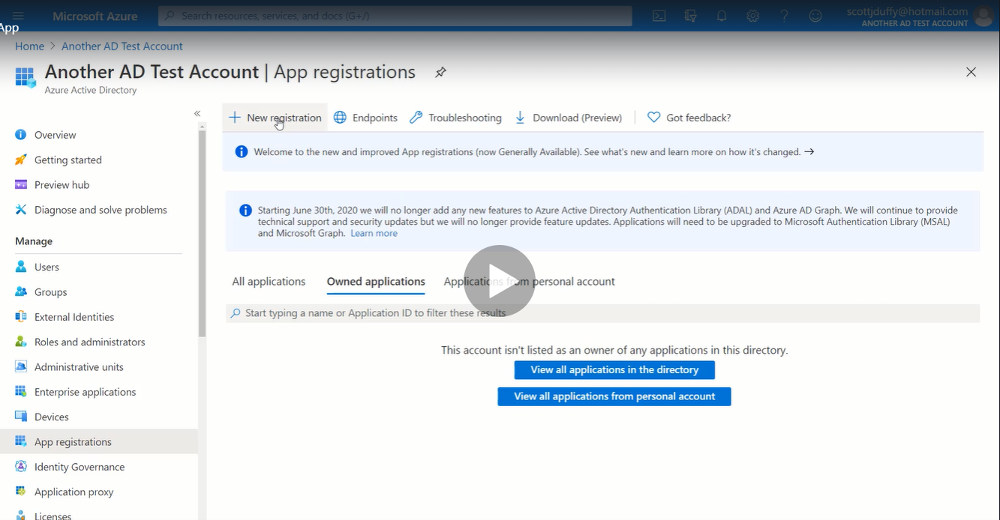 Microsoft Azure
Search resources, services, and docs (G+/)
scottjduffy@hotmail.com
ANOTHER AD TEST ACCOUNT
App
Home > Another AD Test Account
Another AD Test Account | App registrations
Azure Active Directory
«
+ New registration
Endpoints
Troubleshooting
Download (Preview)
Got feedback?
Overview
Getting started
Preview hub
Diagnose and solve problems
Manage
Users
Groups
External Identities
Roles and administrators
Administrative units
Enterprise applications
Devices
App registrations
Identity Governance
Application proxy
Licenses
Welcome to the new and improved App registrations (now Generally Available). See what's new and learn more on how it's changed. →
Starting June 30th, 2020 we will no longer add any new features to Azure Active Directory Authentication Library (ADAL) and Azure AD Graph. We will continue to provide
technical support and security updates but we will no longer provide feature updates. Applications will need to be upgraded to Microsoft Authentication Library (MSAL)
and Microsoft Graph. Learn more
All applications
Owned applications
Applications from personal account
Start typing a name or Application ID to filter these results
This account isn't listed as an owner of any applications in this directory.
View all applications in the directory
View all applications from personal account